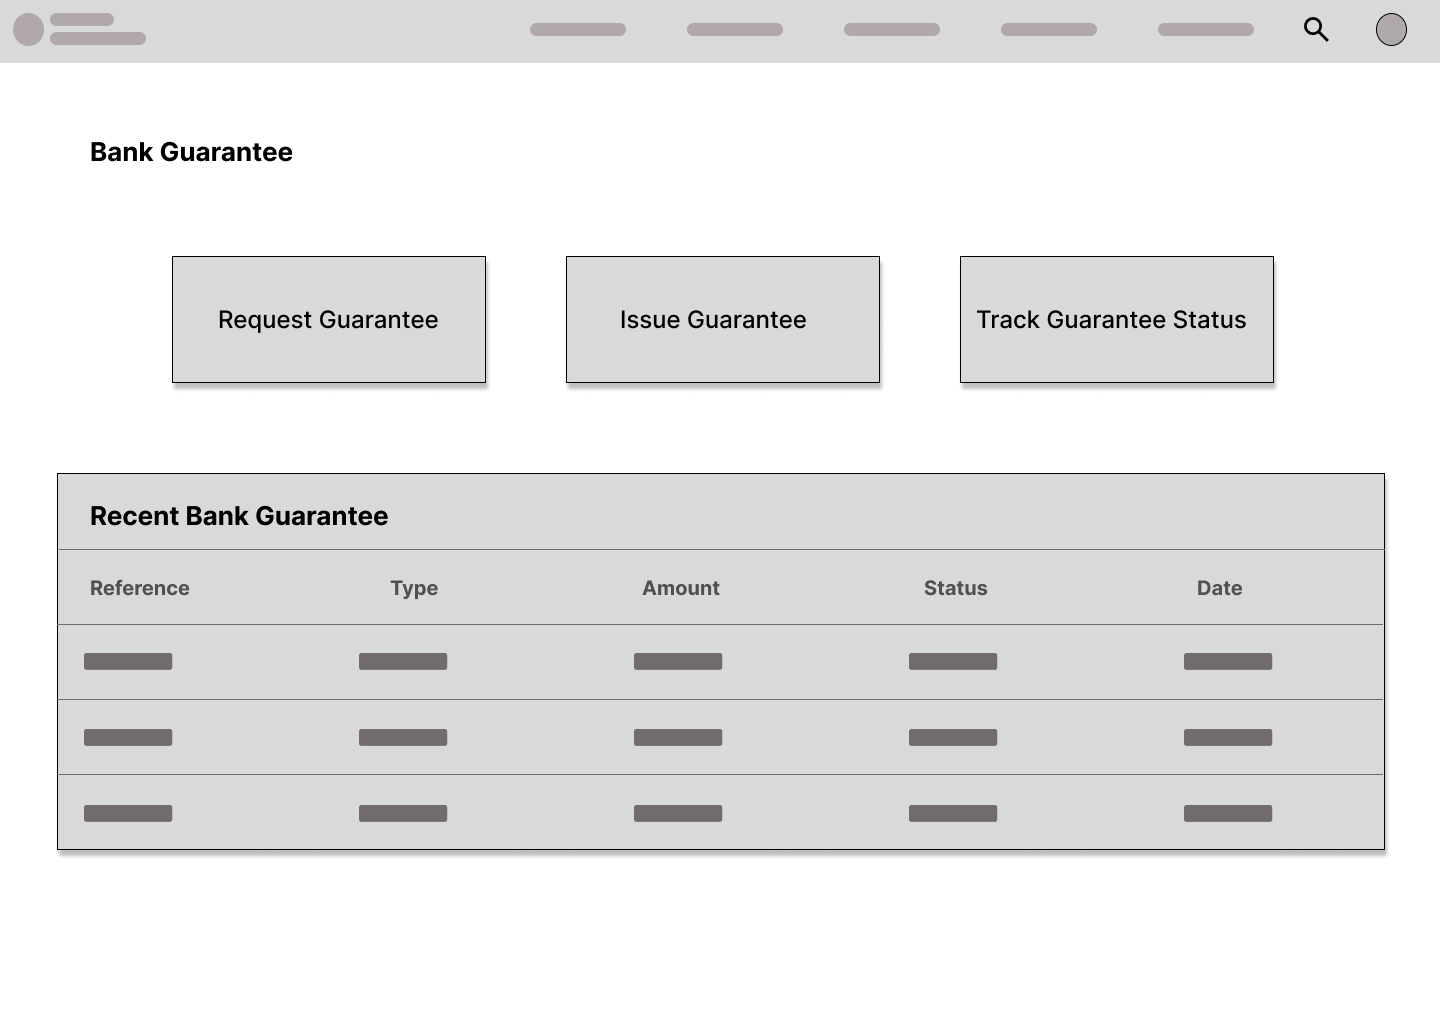 Bank Guarantee
Request Guarantee
Issue Guarantee
Track Guarantee Status
Recent Bank Guarantee
Reference Type Amount Status Date